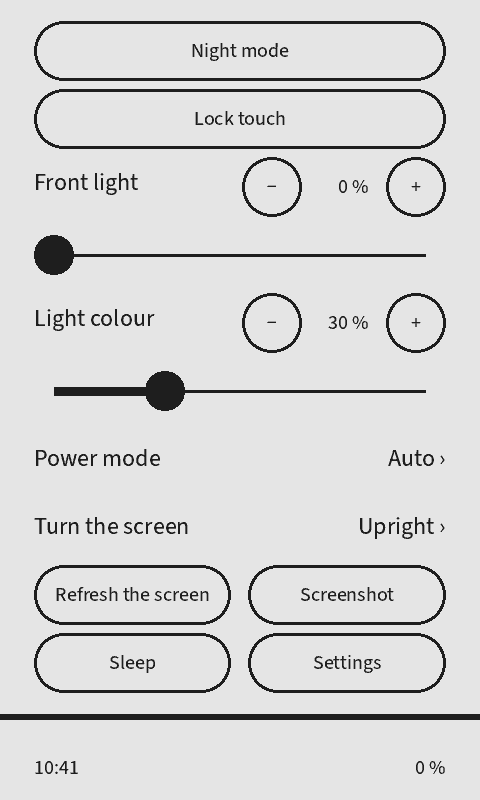 Night mode
Lock touch
Front light − 0 % +
Light colour − 30 % +
Power mode Auto ›
Turn the screen Upright ›
Refresh the screen Screenshot
Sleep Settings
10:41 0 %